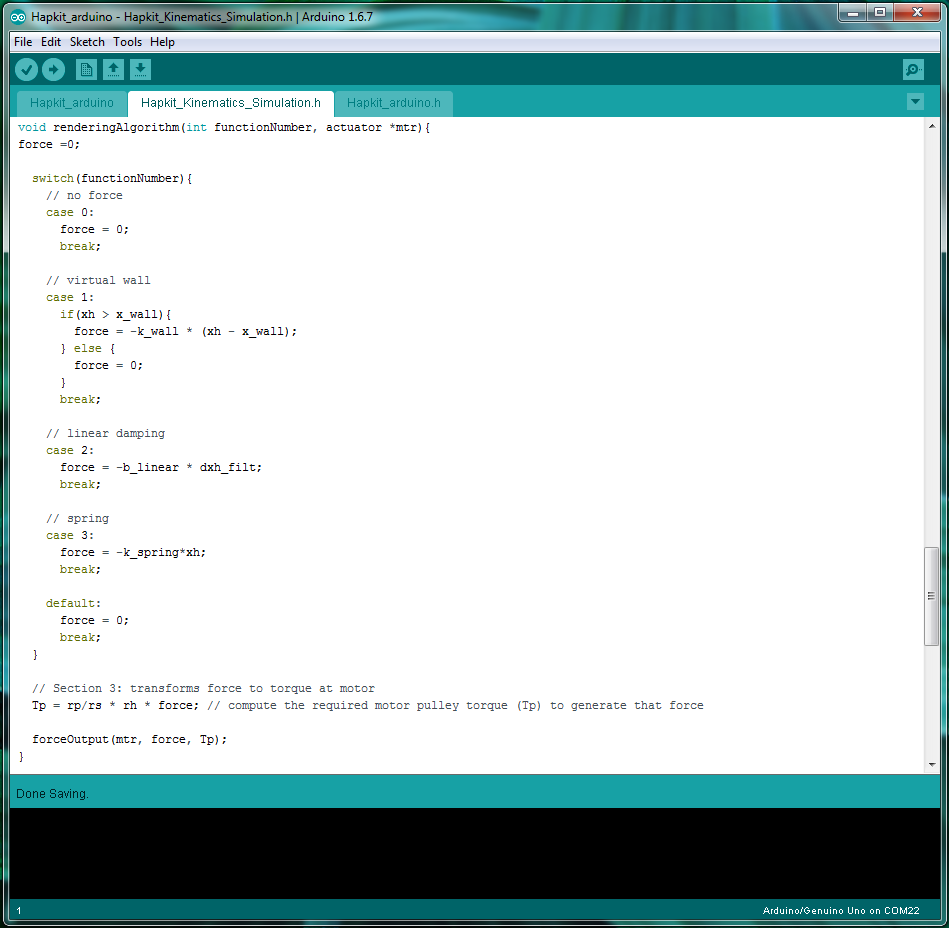 Hapkit_arduino - Hapkit_Kinematics_Simulation.h | Arduino 1.6.7
File Edit Sketch Tools Help
Hapkit_arduino Hapkit_Kinematics_Simulation.h Hapkit_arduino.h
void renderingAlgorithm(int functionNumber, actuator *mtr){
force =0;
switch(functionNumber){
// no force
case 0:
force = 0;
break;
// virtual wall
case 1:
if(xh > x_wall){
force = -k_wall * (xh - x_wall);
} else {
force = 0;
}
break;
// linear damping
case 2:
force = -b_linear * dxh_filt;
break;
// spring
case 3:
force = -k_spring*xh;
break;
default:
force = 0;
break;
}
// Section 3: transforms force to torque at motor
Tp = rp/rs * rh * force; // compute the required motor pulley torque (Tp) to generate that force
forceOutput(mtr, force, Tp);
}
Done Saving.
1 Arduino/Genuino Uno on COM22